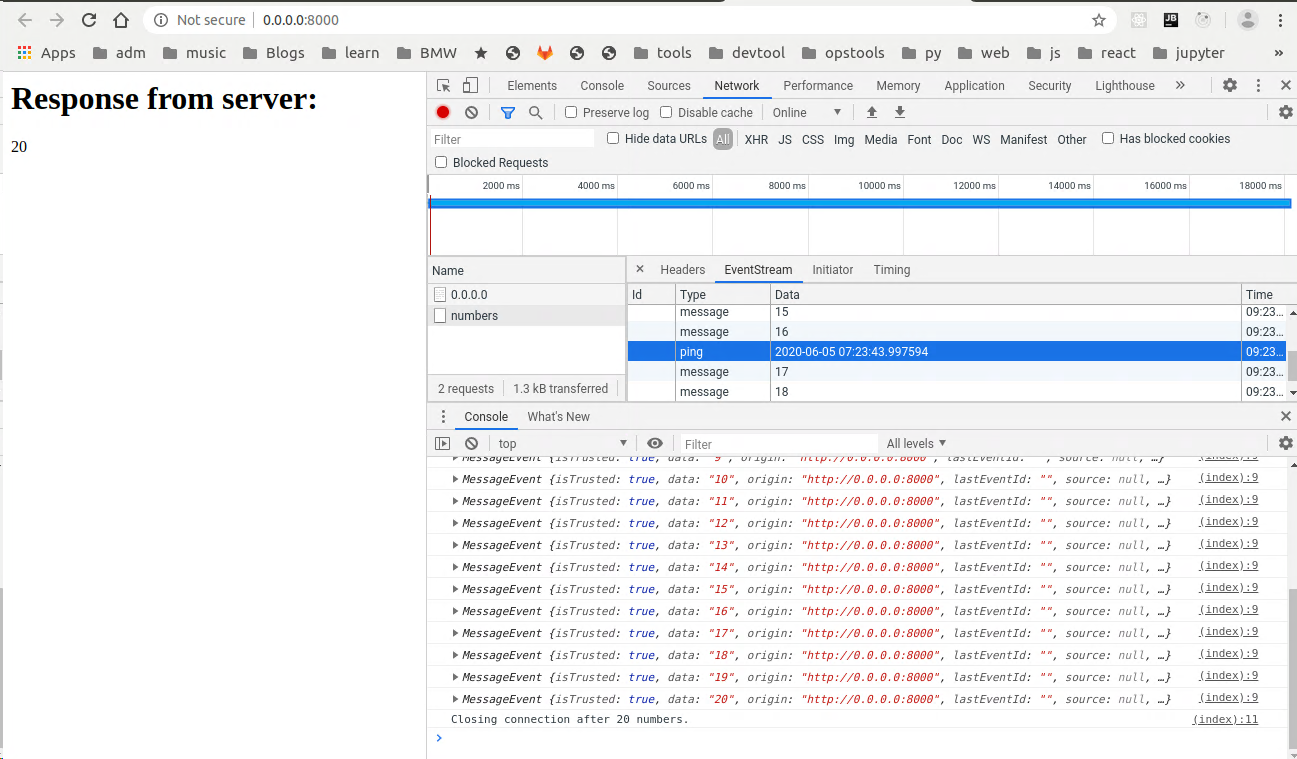 Not secure 0.0.0.0:8000
Apps adm music Blogs learn BMW tools devtool opstools py web js react jupyter »
Response from server:
20
Elements Console Sources Network Performance Memory Application Security Lighthouse »
Preserve log Disable cache Online
Filter Hide data URLs All XHR JS CSS Img Media Font Doc WS Manifest Other Has blocked cookies
Blocked Requests
2000 ms 4000 ms 6000 ms 8000 ms 10000 ms 12000 ms 14000 ms 16000 ms 18000 ms
Name
0.0.0.0
numbers
2 requests 1.3 kB transferred
Headers EventStream Initiator Timing
Id Type Data Time
message 15 09:23...
message 16 09:23...
ping 2020-06-05 07:23:43.997594 09:23...
message 17 09:23...
message 18 09:23...
Console What's New
top Filter All levels
MessageEvent {isTrusted: true, data: "9", origin: "http://0.0.0.0:8000", lastEventId: "", source: null, …} (index):9
MessageEvent {isTrusted: true, data: "10", origin: "http://0.0.0.0:8000", lastEventId: "", source: null, …} (index):9
MessageEvent {isTrusted: true, data: "11", origin: "http://0.0.0.0:8000", lastEventId: "", source: null, …} (index):9
MessageEvent {isTrusted: true, data: "12", origin: "http://0.0.0.0:8000", lastEventId: "", source: null, …} (index):9
MessageEvent {isTrusted: true, data: "13", origin: "http://0.0.0.0:8000", lastEventId: "", source: null, …} (index):9
MessageEvent {isTrusted: true, data: "14", origin: "http://0.0.0.0:8000", lastEventId: "", source: null, …} (index):9
MessageEvent {isTrusted: true, data: "15", origin: "http://0.0.0.0:8000", lastEventId: "", source: null, …} (index):9
MessageEvent {isTrusted: true, data: "16", origin: "http://0.0.0.0:8000", lastEventId: "", source: null, …} (index):9
MessageEvent {isTrusted: true, data: "17", origin: "http://0.0.0.0:8000", lastEventId: "", source: null, …} (index):9
MessageEvent {isTrusted: true, data: "18", origin: "http://0.0.0.0:8000", lastEventId: "", source: null, …} (index):9
MessageEvent {isTrusted: true, data: "19", origin: "http://0.0.0.0:8000", lastEventId: "", source: null, …} (index):9
MessageEvent {isTrusted: true, data: "20", origin: "http://0.0.0.0:8000", lastEventId: "", source: null, …} (index):9
Closing connection after 20 numbers. (index):11